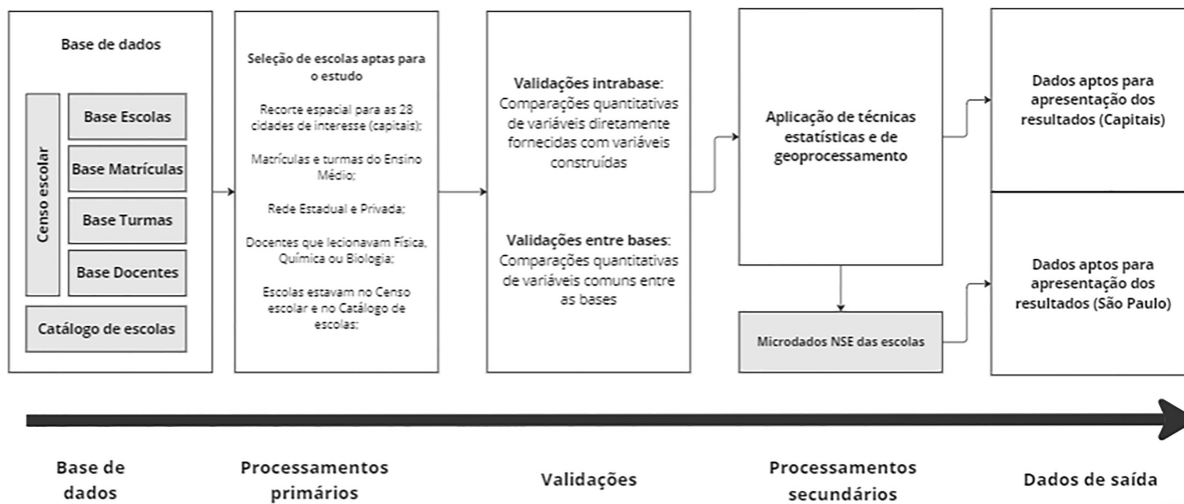 Base de dados
Censo escolar
Base Escolas
Base Matrículas
Base Turmas
Base Docentes
Catálogo de escolas
Seleção de escolas aptas para
o estudo
Recorte espacial para as 28
cidades de interesse (capitais);
Matrículas e turmas do Ensino
Médio;
Rede Estadual e Privada;
Docentes que lecionavam Física,
Química ou Biologia;
Escolas estavam no Censo
escolar e no Catálogo de
escolas;
Validações intrabase:
Comparações quantitativas
de variáveis diretamente
fornecidas com variáveis
construídas
Validações entre bases:
Comparações quantitativas
de variáveis comuns entre
as bases
Aplicação de técnicas
estatísticas e de
geoprocessamento
Microdados NSE das escolas
Dados aptos para
apresentação dos
resultados (Capitais)
Dados aptos para
apresentação dos
resultados (São Paulo)
Base de
dados
Processamentos
primários
Validações
Processamentos
secundários
Dados de saída